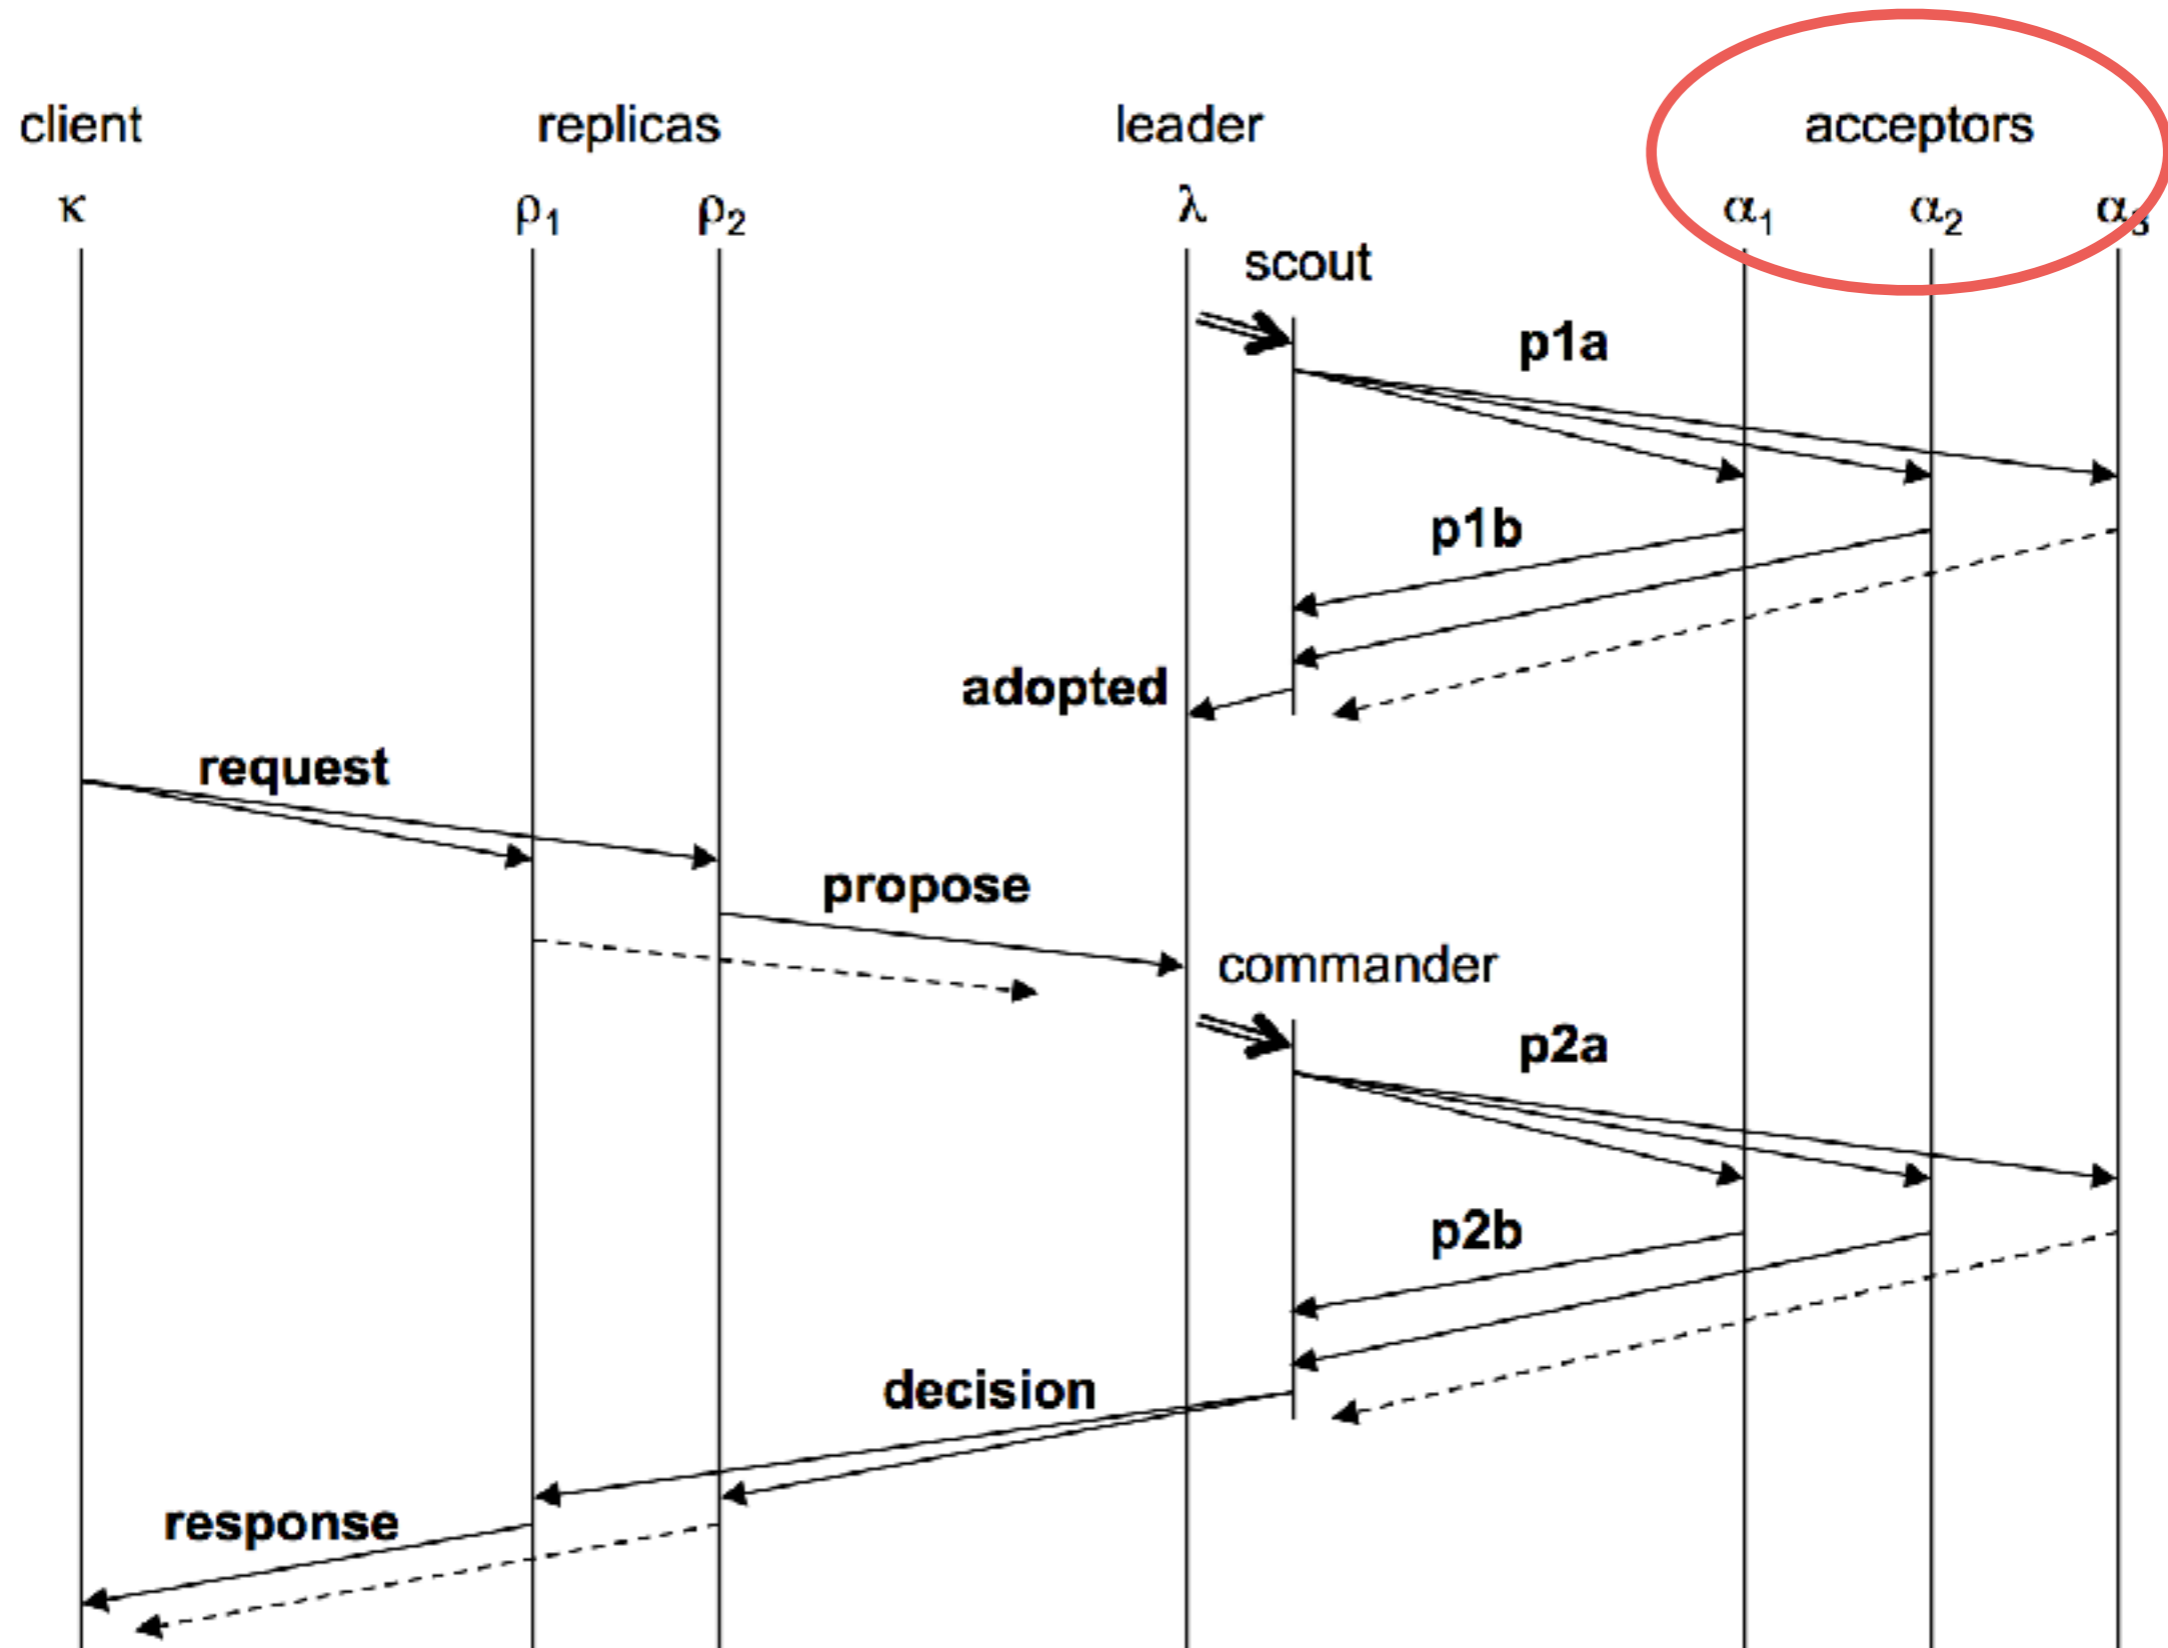 client replicas leader acceptors
κ ρ1 ρ2 λ α1 α2 α3
scout
p1a
p1b
adopted
request
propose
commander
p2a
p2b
decision
response